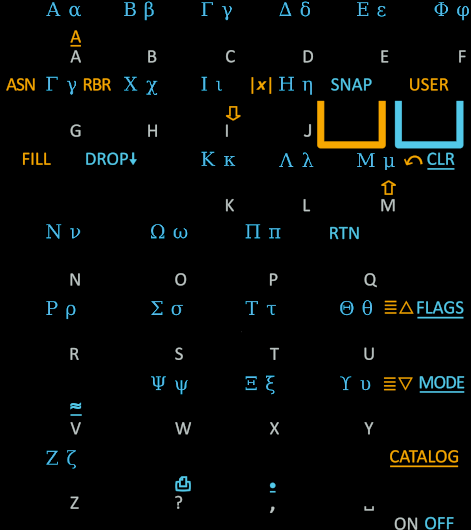 Α α Β β Γ γ Δ δ Ε ε Φ φ
A
A B C D E F
ASN Γ γ RBR Χ χ Ι ι |x| Η η SNAP USER
G H I J
FILL DROP↓ Κ κ Λ λ Μ μ CLR
K L M
Ν ν Ω ω Π π RTN
N O P Q
Ρ ρ Σ σ Τ τ Θ θ FLAGS
R S T U
Ψ ψ Ξ ξ Υ υ MODE
≈
V W X Y
Ζ ζ CATALOG
Z ? , ␣
ON OFF